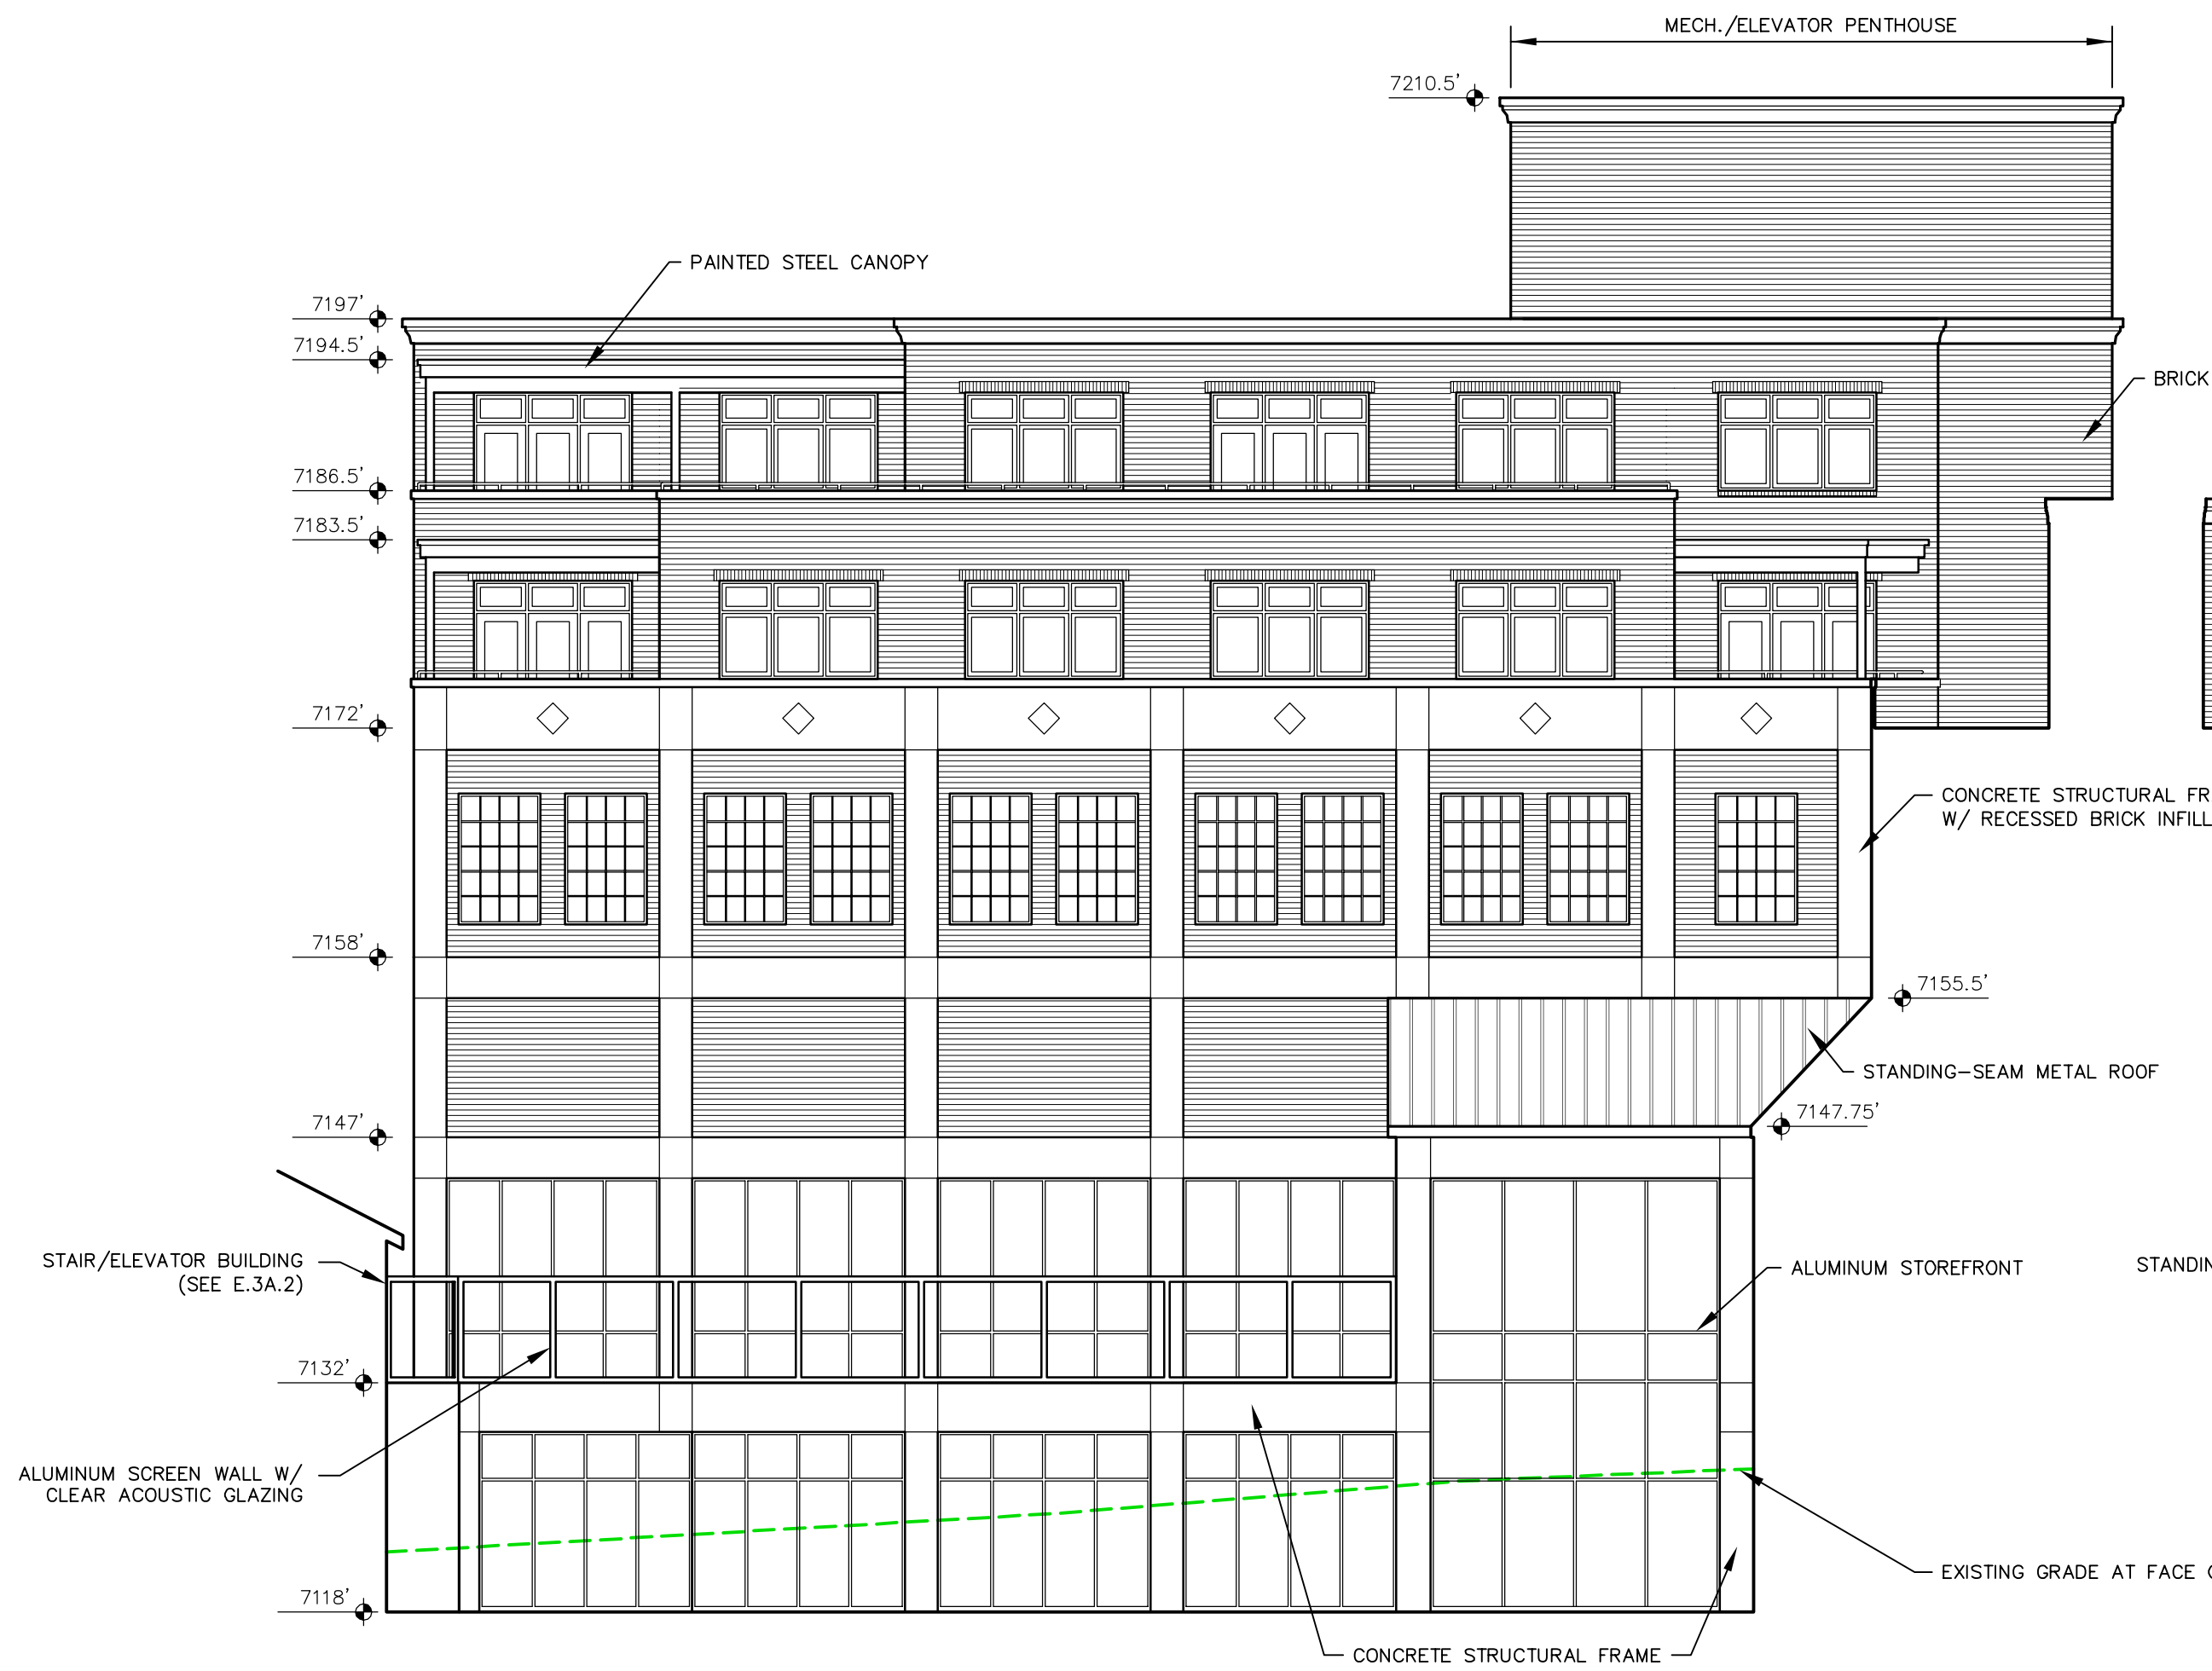 MECH./ELEVATOR PENTHOUSE
7210.5'
PAINTED STEEL CANOPY
7197'
7194.5'
BRICK
7186.5'
7183.5'
7172'
CONCRETE STRUCTURAL FR
W/ RECESSED BRICK INFILL
7158'
7155.5'
STANDING-SEAM METAL ROOF
7147'
7147.75'
STAIR/ELEVATOR BUILDING
(SEE E.3A.2)
ALUMINUM STOREFRONT
STANDIN
7132'
ALUMINUM SCREEN WALL W/
CLEAR ACOUSTIC GLAZING
EXISTING GRADE AT FACE
7118'
CONCRETE STRUCTURAL FRAME